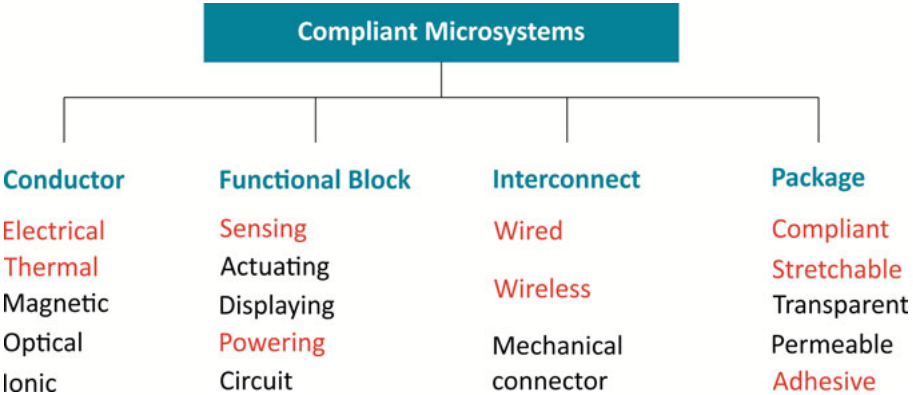 Compliant Microsystems
Conductor
Electrical
Thermal
Magnetic
Optical
Ionic
Functional Block
Sensing
Actuating
Displaying
Powering
Circuit
Interconnect
Wired
Wireless
Mechanical
connector
Package
Compliant
Stretchable
Transparent
Permeable
Adhesive